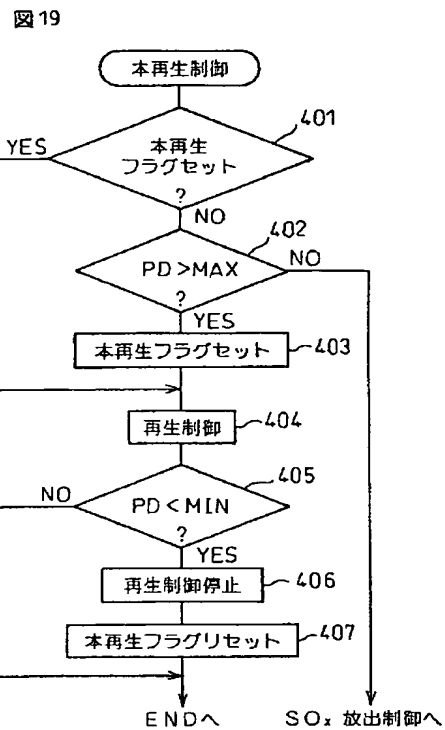 図19
本再生制御
401
YES
本再生
フラグセット
?
NO
402
PD>MAX
NO
?
YES
本再生フラグセット
403
再生制御
404
405
NO
PD<MIN
?
YES
再生制御停止
406
本再生フラグリセット
407
ENDへ
SOx 放出制御へ